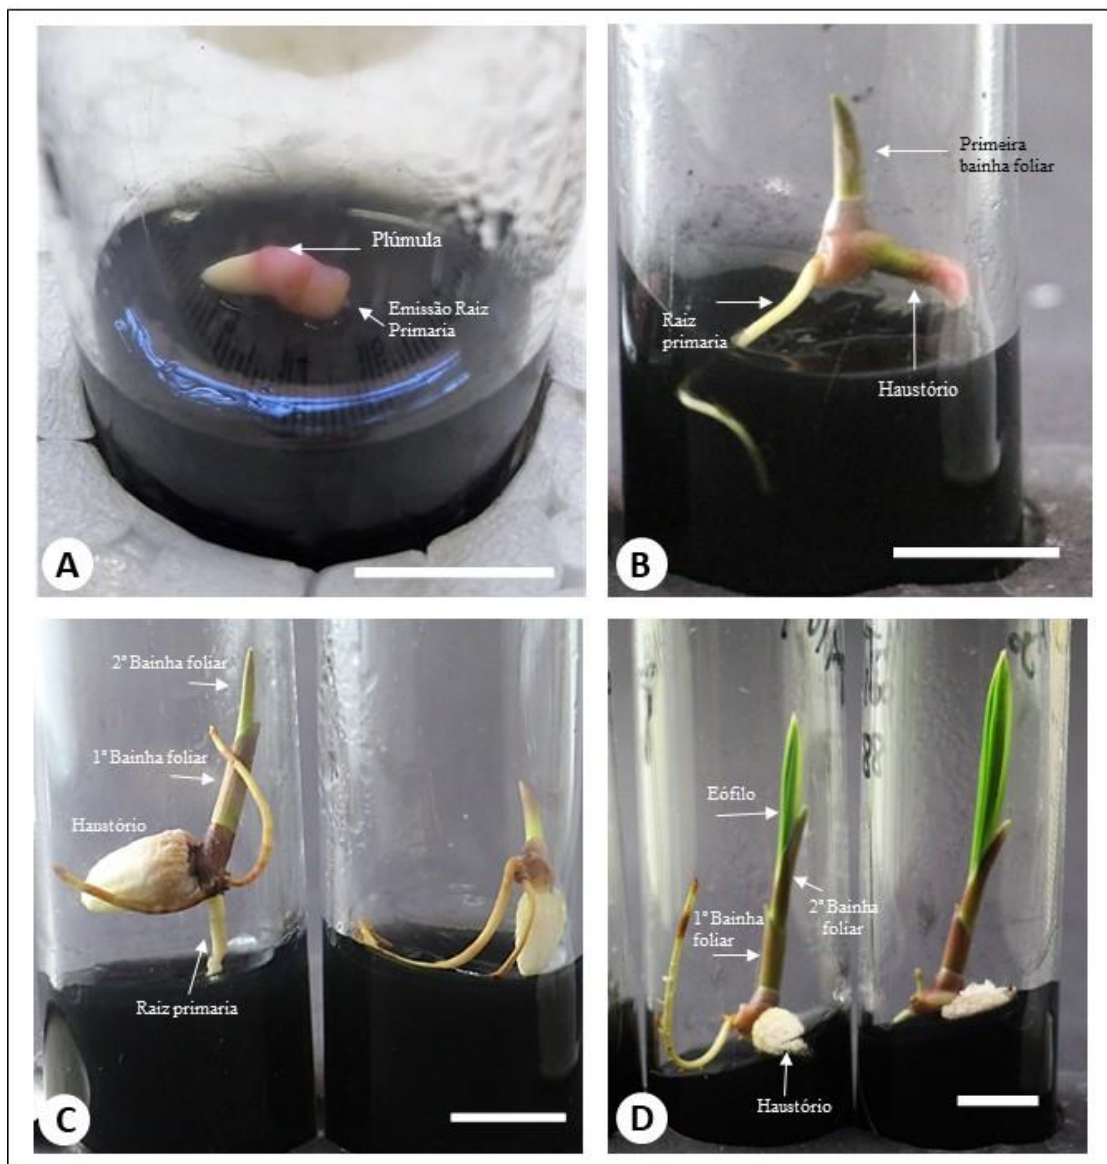 Plúmula
Emissão Raiz
Primaria
A
Primeira
bainha foliar
Raiz
primaria
Haustório
B
2ª Bainha foliar
1ª Bainha foliar
Haustório
Raiz primaria
C
Eófilo
1ª Bainha
foliar
2ª Bainha
foliar
Haustório
88
D